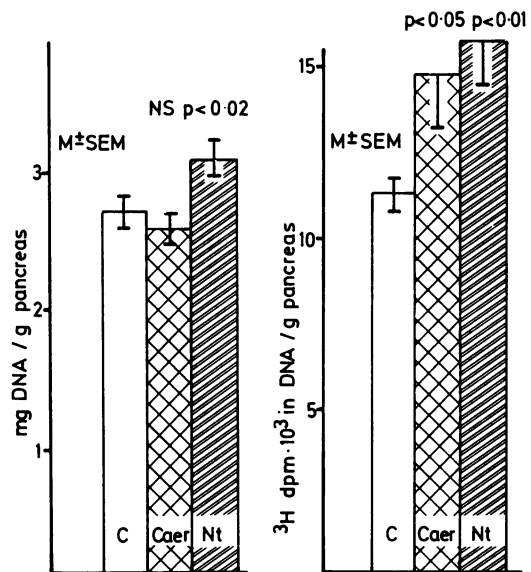 mg DNA / g pancreas
3
2
1
M±SEM
NS p<0·02
C Caer Nt
³H dpm·10³ in DNA / g pancreas
15
10
5
M±SEM
p<0·05 p<0·01
C Caer Nt